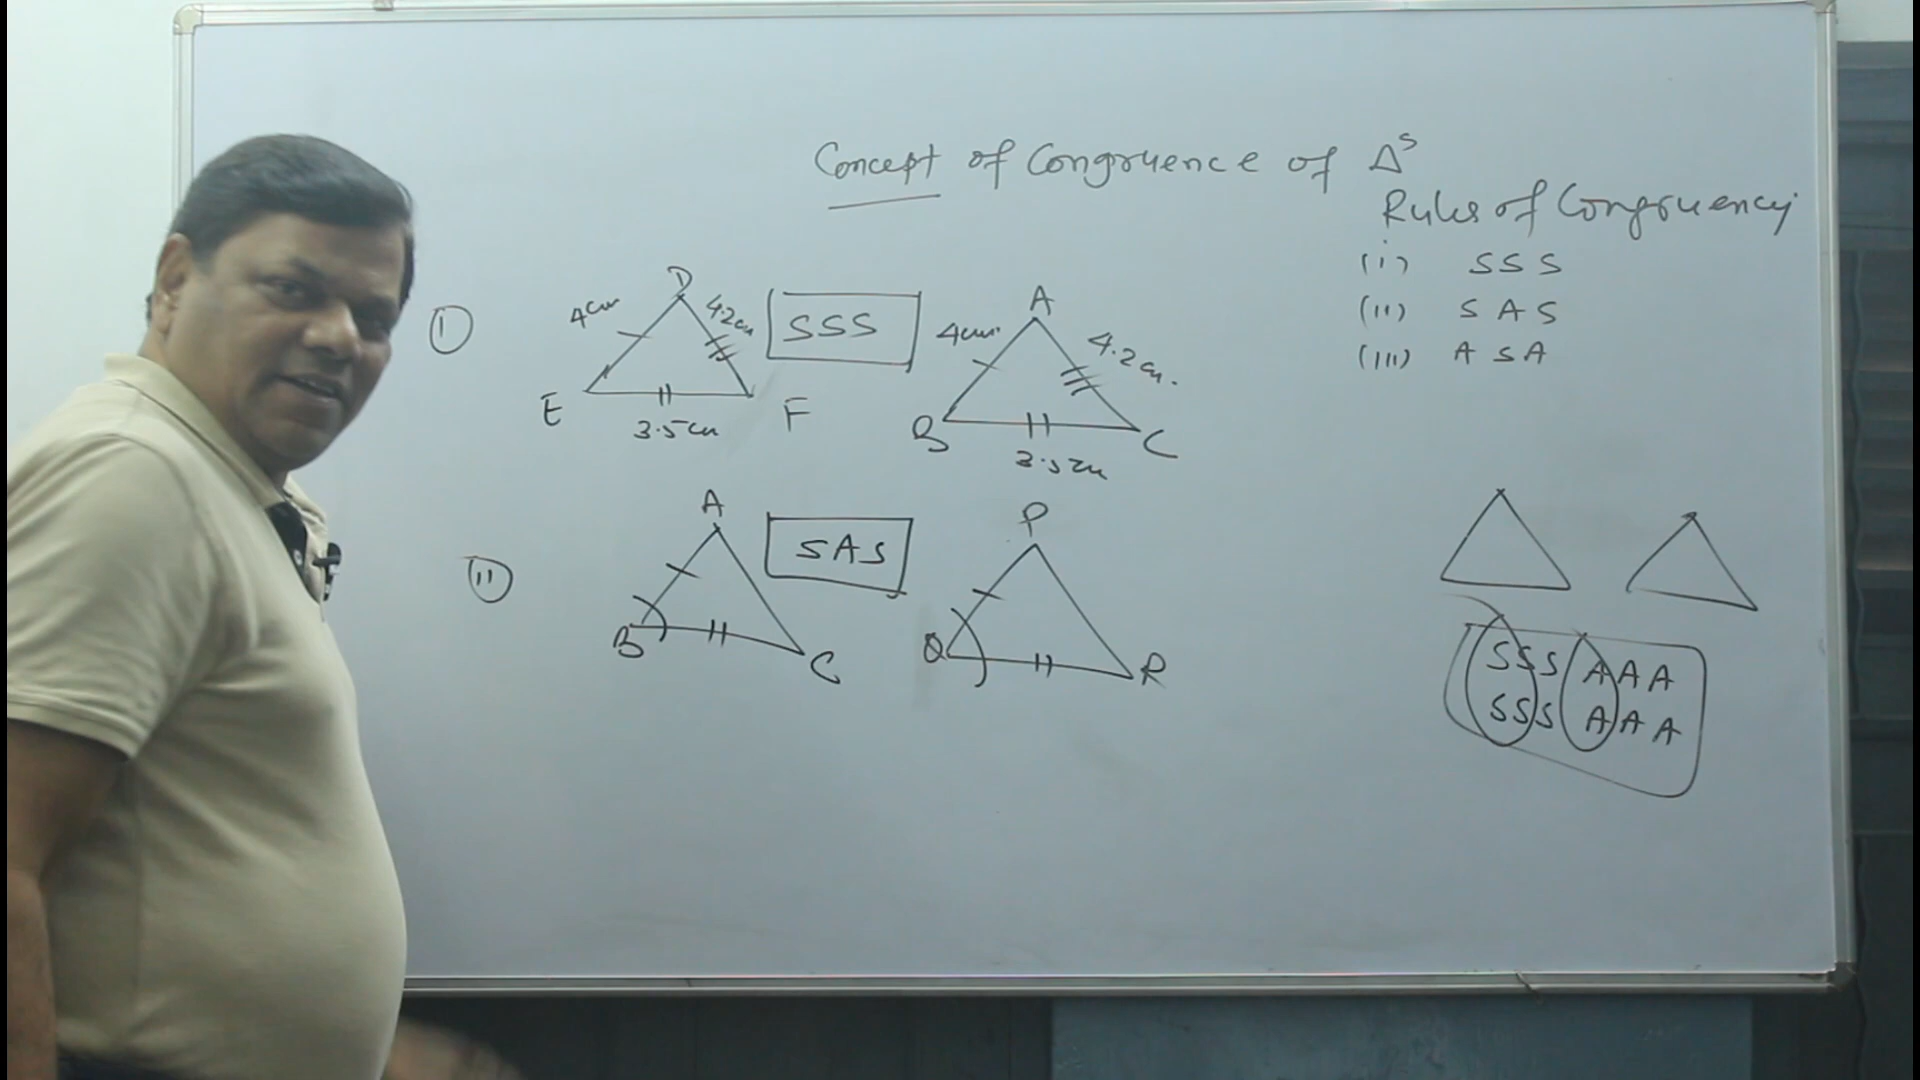 Concept of Congruence of Δs
Rules of Congruency
(i) SSS
(ii) SAS
(iii) ASA
(I)
D
4cm
4.2cm
E
F
3.5cm
SSS
A
4cm
4.2cm.
B
C
3.5cm
(II)
A
B
C
SAS
P
Q
R
SSS AAA
SSS AAA